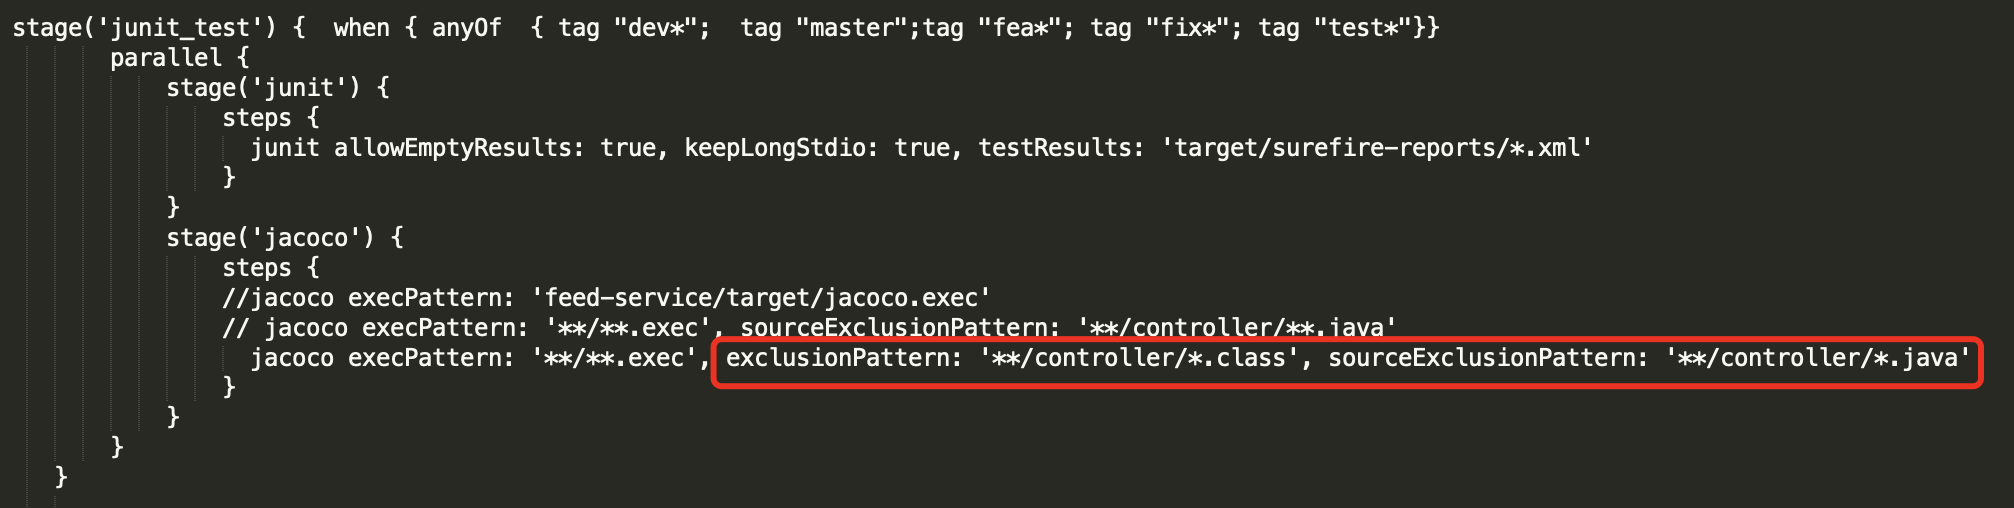 stage('junit_test') {  when { anyOf  { tag "dev*";  tag "master";tag "fea*"; tag "fix*"; tag "test*"}}
parallel {
stage('junit') {
steps {
junit allowEmptyResults: true, keepLongStdio: true, testResults: 'target/surefire-reports/*.xml'
}
}
stage('jacoco') {
steps {
//jacoco execPattern: 'feed-service/target/jacoco.exec'
// jacoco execPattern: '**/**.exec', sourceExclusionPattern: '**/controller/**.java'
jacoco execPattern: '**/**.exec', exclusionPattern: '**/controller/*.class', sourceExclusionPattern: '**/controller/*.java'
}
}
}
}